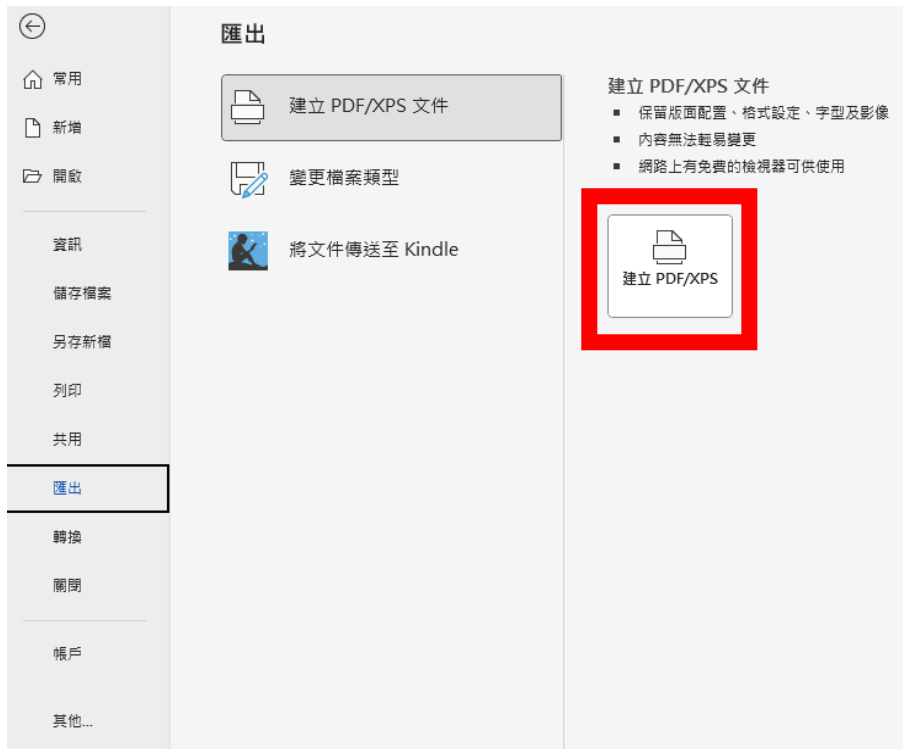 匯出
常用
新增
開啟
資訊
儲存檔案
另存新檔
列印
共用
匯出
轉換
關閉
帳戶
其他...
建立 PDF/XPS 文件
變更檔案類型
將文件傳送至 Kindle
建立 PDF/XPS 文件
▪ 保留版面配置、格式設定、字型及影像
▪ 內容無法輕易變更
▪ 網路上有免費的檢視器可供使用
建立 PDF/XPS